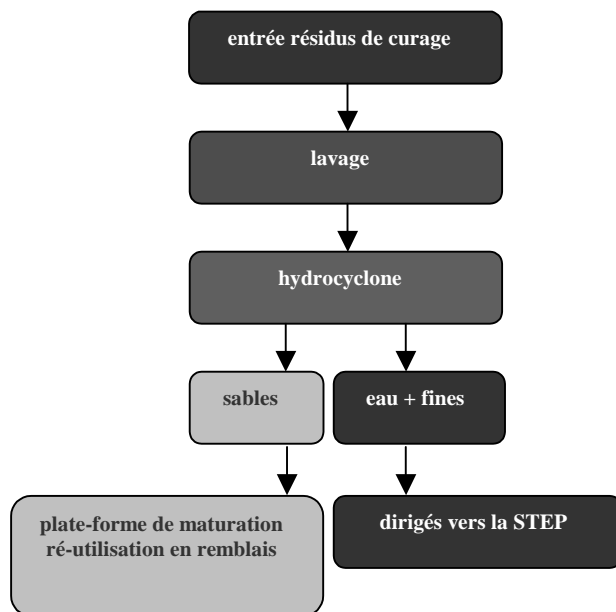 entrée résidus de curage
lavage
hydrocyclone
sables
eau + fines
plate-forme de maturation
ré-utilisation en remblais
dirigés vers la STEP